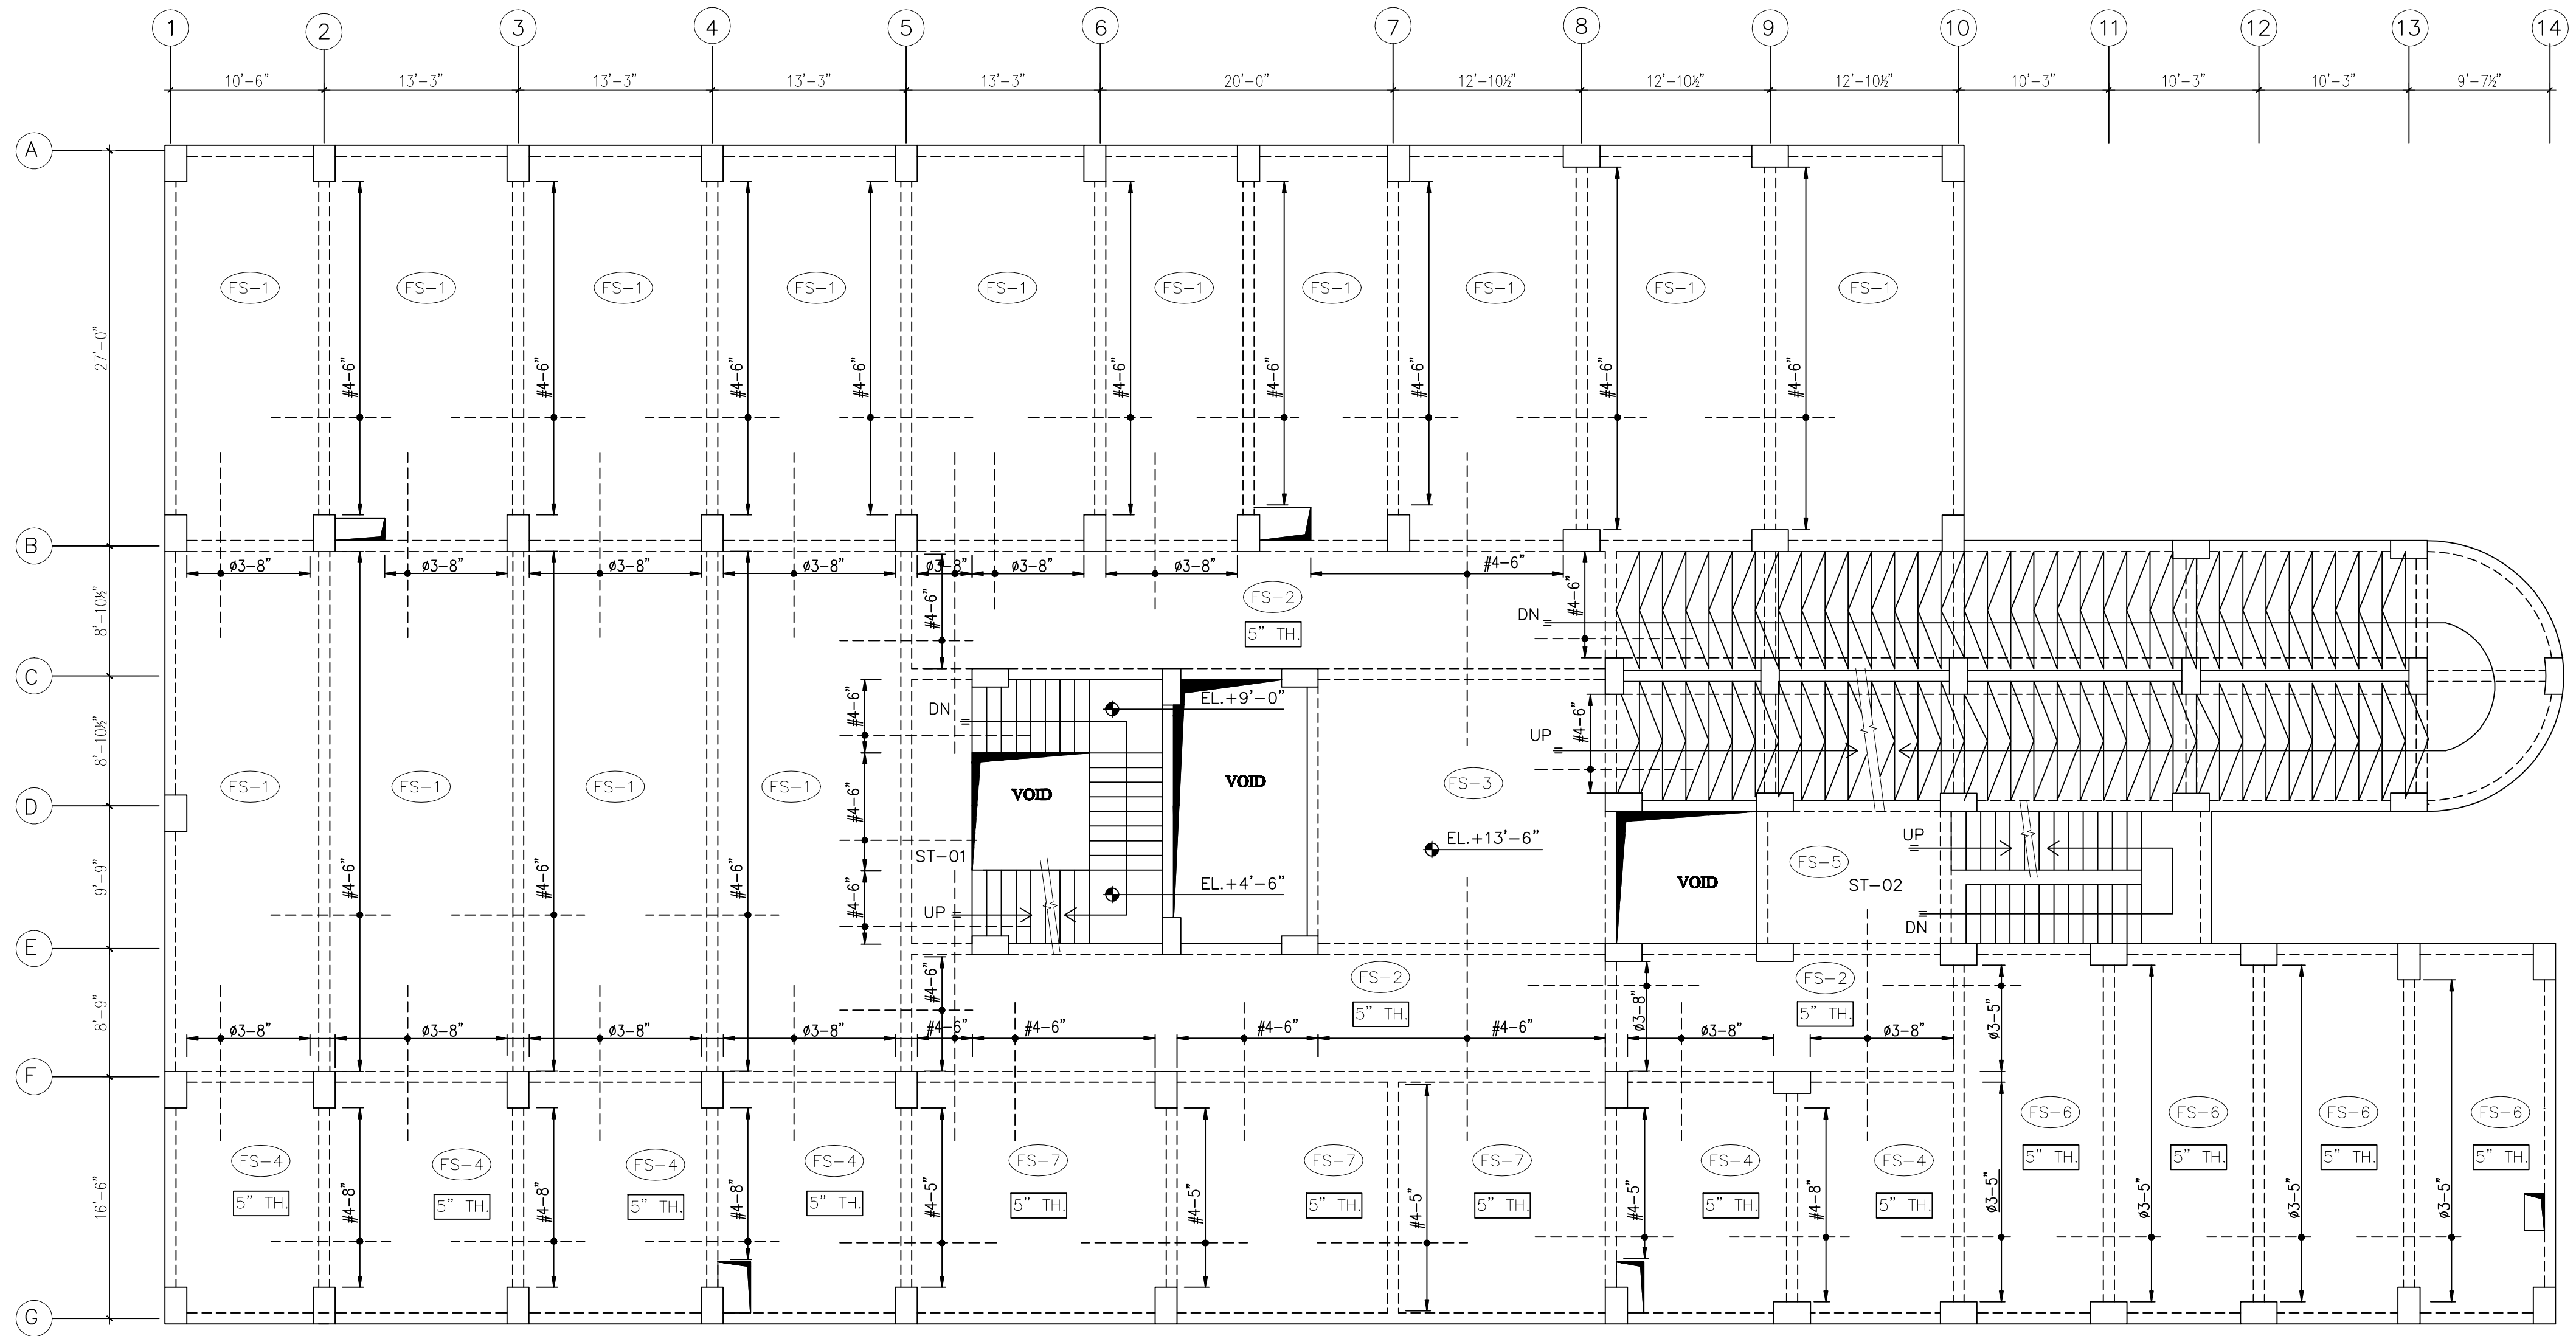 1 2 3 4 5 6 7 8 9 10 11 12 13 14
10'-6" 13'-3" 13'-3" 13'-3" 13'-3" 20'-0" 12'-10½" 12'-10½" 12'-10½" 10'-3" 10'-3" 10'-3" 9'-7½"
A
FS-1 FS-1 FS-1 FS-1 FS-1 FS-1 FS-1 FS-1 FS-1 FS-1
27'-0"
#4-6" #4-6" #4-6" #4-6" #4-6" #4-6" #4-6" #4-6" #4-6"
B
ø3-8" ø3-8" ø3-8" ø3-8" ø3-8" ø3-8" ø3-8" #4-6"
8'-10½"
#4-6" FS-2 #4-6"
5" TH.
DN
C
EL.+9'-0"
DN
#4-6"
#4-6"
UP
8'-10½"
FS-1 FS-1 FS-1 FS-1 VOID VOID FS-3
#4-6"
D
EL.+13'-6"
UP
ST-01
FS-5
9'-9"
#4-6" #4-6" #4-6" #4-6"
EL.+4'-6"
VOID
ST-02
UP
DN
E
FS-2 FS-2
8'-9"
#4-6"
5" TH. 5" TH.
ø3-8" ø3-5"
ø3-8" ø3-8" ø3-8" ø3-8" #4-6" #4-6" #4-6" #4-6" ø3-8" ø3-8"
F
FS-6 FS-6 FS-6 FS-6
5" TH. 5" TH. 5" TH. 5" TH.
FS-4 FS-4 FS-4 FS-4 FS-7 FS-7 FS-7 FS-4 FS-4
16'-6"
5" TH. 5" TH. 5" TH. 5" TH. 5" TH. 5" TH. 5" TH. 5" TH. 5" TH.
#4-8" #4-8" #4-8" #4-5" #4-5" #4-5" #4-5" #4-8" ø3-5" ø3-5" ø3-5" ø3-5"
G